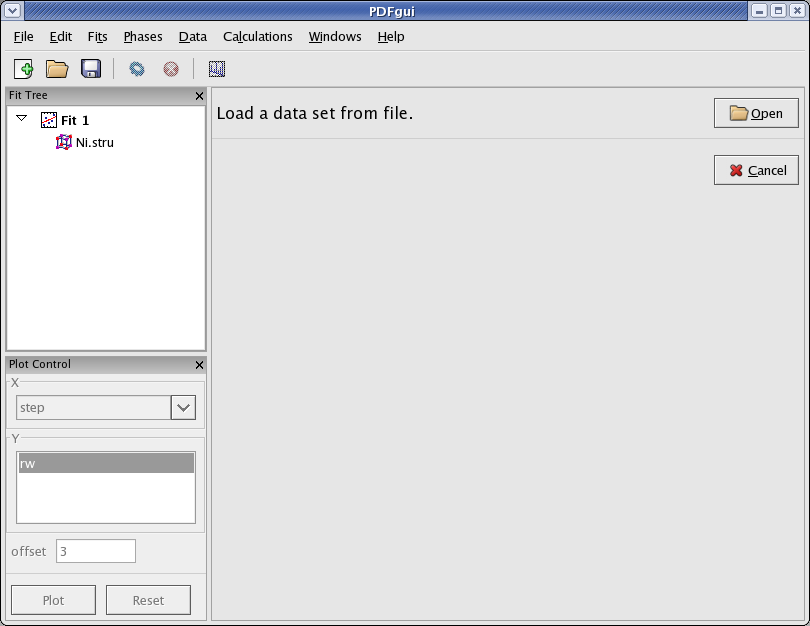 PDFgui
File Edit Fits Phases Data Calculations Windows Help
Fit Tree
Fit 1
Ni.stru
Load a data set from file.
Open
Cancel
Plot Control
X
step
Y
rw
offset 3
Plot Reset